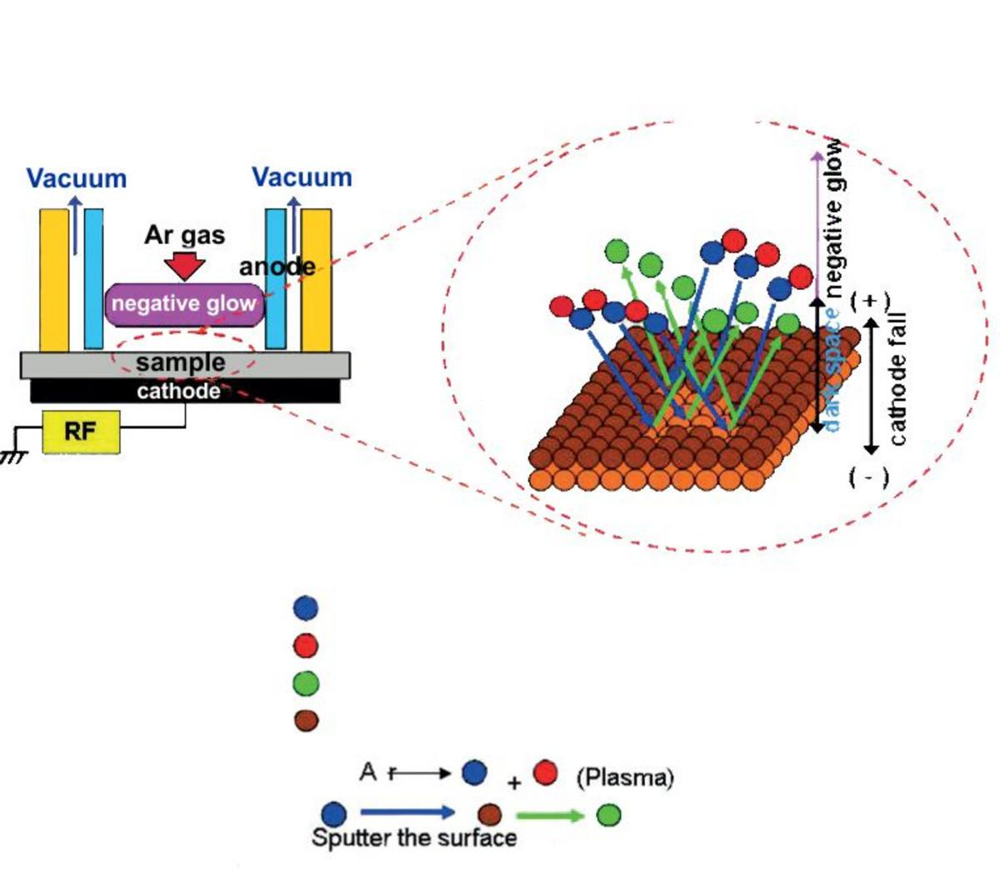 Vacuum
Vacuum
Ar gas
anode
negative glow
sample
cathode
RF
negative glow
dark space
(+)
cathode fall
(-)
A r
+
(Plasma)
Sputter the surface